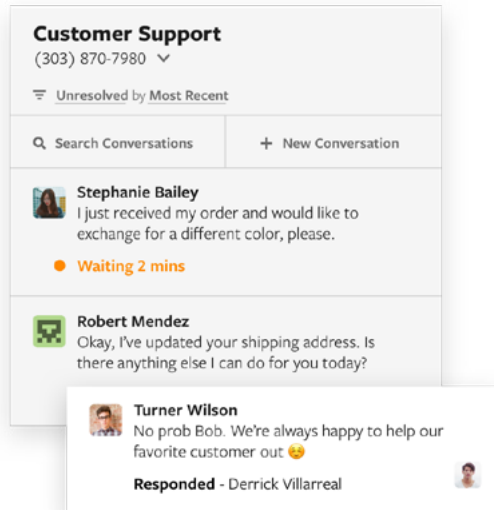 Customer Support
(303) 870-7980
Unresolved by Most Recent
Search Conversations
New Conversation
Stephanie Bailey
I just received my order and would like to
exchange for a different color, please.
Waiting 2 mins
Robert Mendez
Okay, I've updated your shipping address. Is
there anything else I can do for you today?
Turner Wilson
No prob Bob. We're always happy to help our
favorite customer out ☺️
Responded - Derrick Villarreal